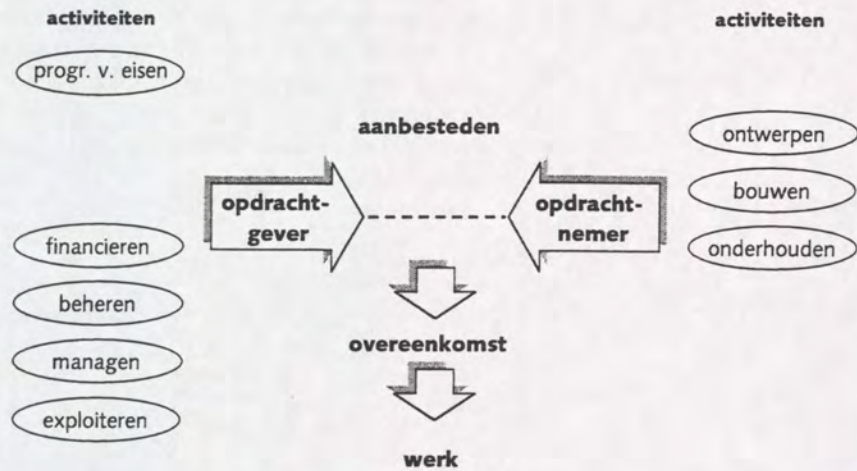 activiteiten
activiteiten
progr. v. eisen
aanbesteden
ontwerpen
opdracht-
gever
opdracht-
nemer
bouwen
financieren
onderhouden
beheren
overeenkomst
managen
exploiteren
werk